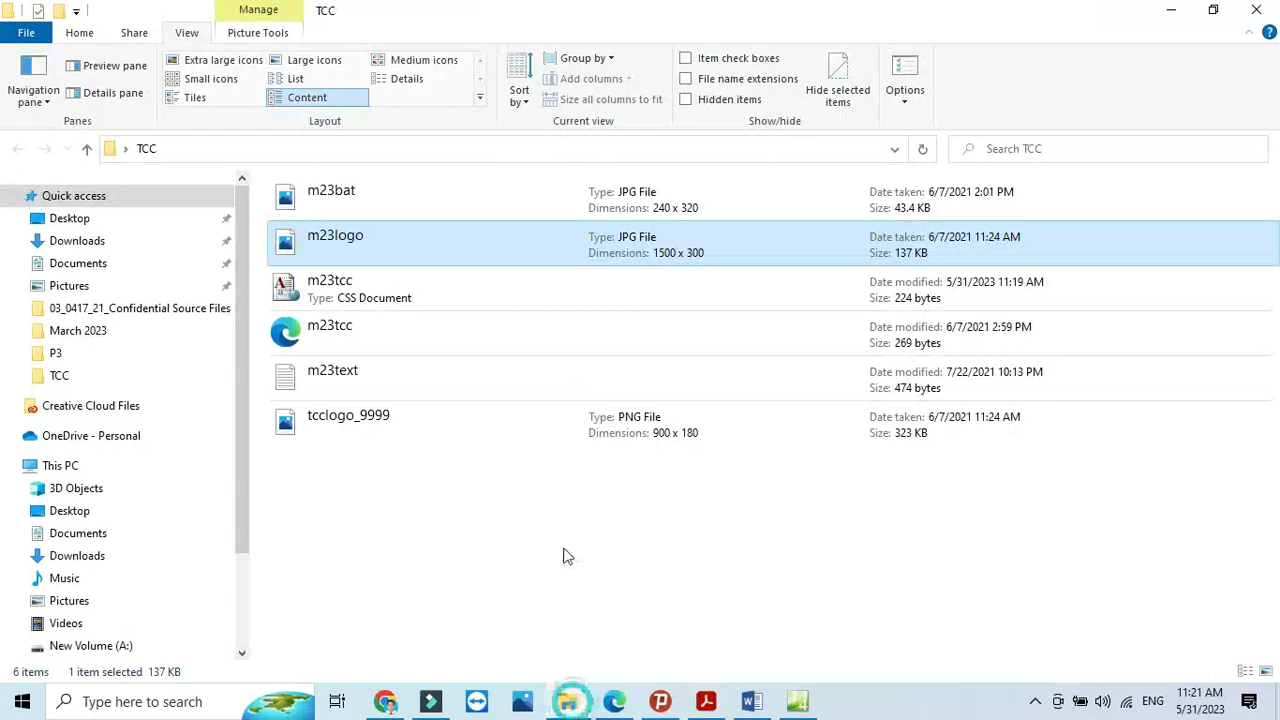 Manage
TCC
File
Home
Share
View
Picture Tools
Navigation pane
Preview pane
Details pane
Panes
Extra large icons
Large icons
Medium icons
Small icons
List
Details
Tiles
Content
Layout
Sort by
Group by
Add columns
Size all columns to fit
Current view
Item check boxes
File name extensions
Hidden items
Hide selected items
Show/hide
Options
TCC
Search TCC
Quick access
Desktop
Downloads
Documents
Pictures
03_0417_21_Confidential Source Files
March 2023
P3
TCC
Creative Cloud Files
OneDrive - Personal
This PC
3D Objects
Desktop
Documents
Downloads
Music
Pictures
Videos
New Volume (A:)
m23bat
Type: JPG File
Dimensions: 240 x 320
Date taken: 6/7/2021 2:01 PM
Size: 43.4 KB
m23logo
Type: JPG File
Dimensions: 1500 x 300
Date taken: 6/7/2021 11:24 AM
Size: 137 KB
m23tcc
Type: CSS Document
Date modified: 5/31/2023 11:19 AM
Size: 224 bytes
m23tcc
Date modified: 6/7/2021 2:59 PM
Size: 269 bytes
m23text
Date modified: 7/22/2021 10:13 PM
Size: 474 bytes
tcclogo_9999
Type: PNG File
Dimensions: 900 x 180
Date taken: 6/7/2021 11:24 AM
Size: 323 KB
6 items
1 item selected 137 KB
Type here to search
ENG
11:21 AM
5/31/2023